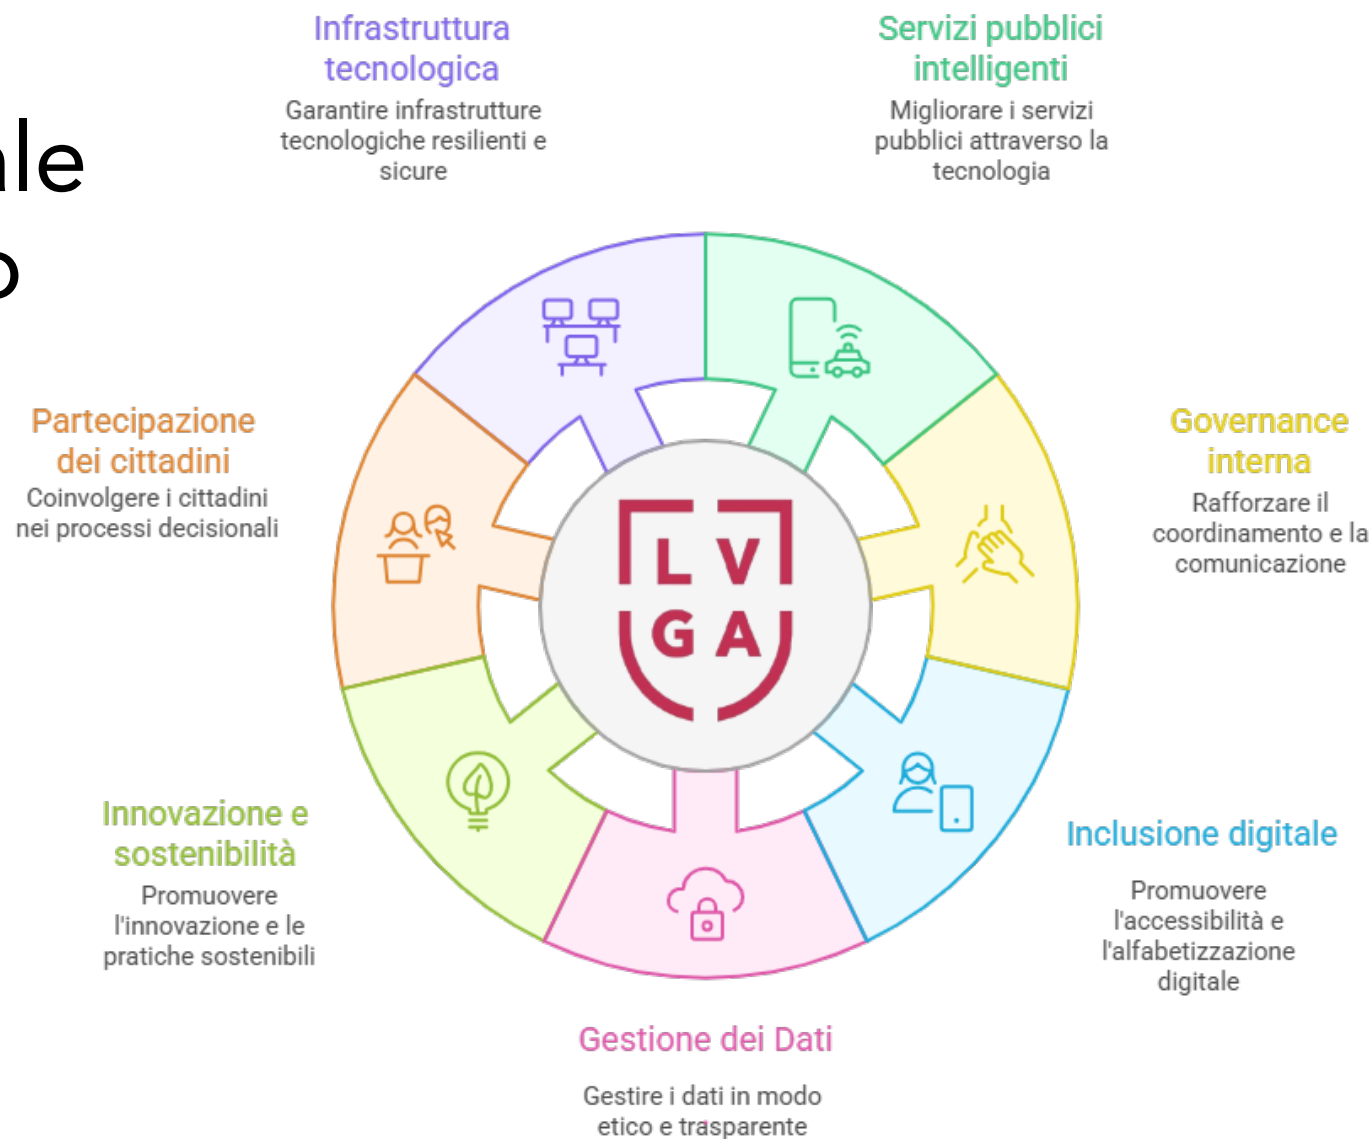 Infrastruttura
tecnologica
Garantire infrastrutture
tecnologiche resilienti e
sicure
Servizi pubblici
intelligenti
Migliorare i servizi
pubblici attraverso la
tecnologia
ale
o
Partecipazione
dei cittadini
Coinvolgere i cittadini
nei processi decisionali
Governance
interna
Rafforzare il
coordinamento e la
comunicazione
L V
G A
Innovazione e
sostenibilità
Promuovere
l'innovazione e le
pratiche sostenibili
Inclusione digitale
Promuovere
l'accessibilità e
l'alfabetizzazione
digitale
Gestione dei Dati
Gestire i dati in modo
etico e trasparente